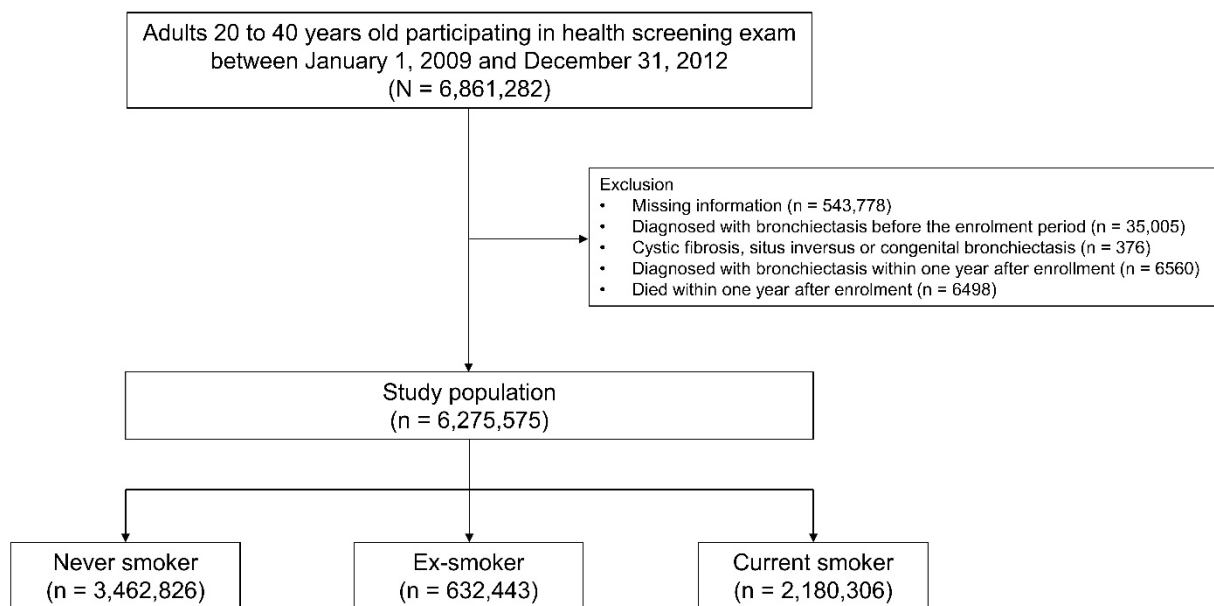 Adults 20 to 40 years old participating in health screening exam
between January 1, 2009 and December 31, 2012
(N = 6,861,282)
Exclusion
• Missing information (n = 543,778)
• Diagnosed with bronchiectasis before the enrolment period (n = 35,005)
• Cystic fibrosis, situs inversus or congenital bronchiectasis (n = 376)
• Diagnosed with bronchiectasis within one year after enrollment (n = 6560)
• Died within one year after enrolment (n = 6498)
Study population
(n = 6,275,575)
Never smoker
(n = 3,462,826)
Ex-smoker
(n = 632,443)
Current smoker
(n = 2,180,306)